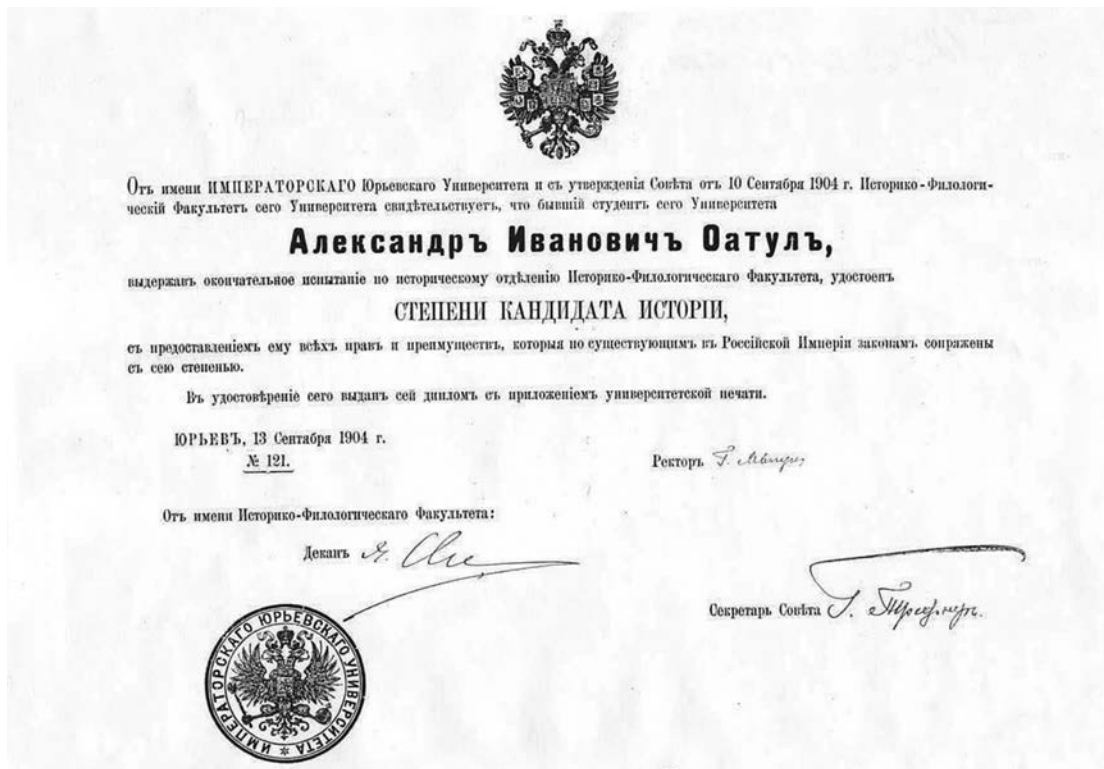 Отъ имени ИМПЕРАТОРСКАГО Юрьевскаго Университета и съ утвержденія Совѣта отъ 10 Сентября 1904 г. Историко-Филологи-
ческій Факультетъ сего Университета свидѣтельствуетъ, что бывшій студентъ сего Университета
Александръ Ивановичъ Оатулъ,
выдержавъ окончательное испытаніе по историческому отдѣленію Историко-Филологическаго Факультета, удостоенъ
СТЕПЕНИ КАНДИДАТА ИСТОРІИ,
съ предоставленіемъ ему всѣхъ правъ и преимуществъ, которыя по существующимъ въ Россійской Имперіи законамъ сопряжены
съ сею степенью.
Въ удостовѣреніе сего выданъ сей дипломъ съ приложеніемъ университетской печати.
ЮРЬЕВЪ, 13 Сентября 1904 г.
№ 121.
Ректоръ Г.
Отъ имени Историко-Филологическаго Факультета:
Деканъ
Секретарь Совѣта Г.
ИМПЕРАТОРСКАГО ЮРЬЕВСКАГО УНИВЕРСИТЕТА